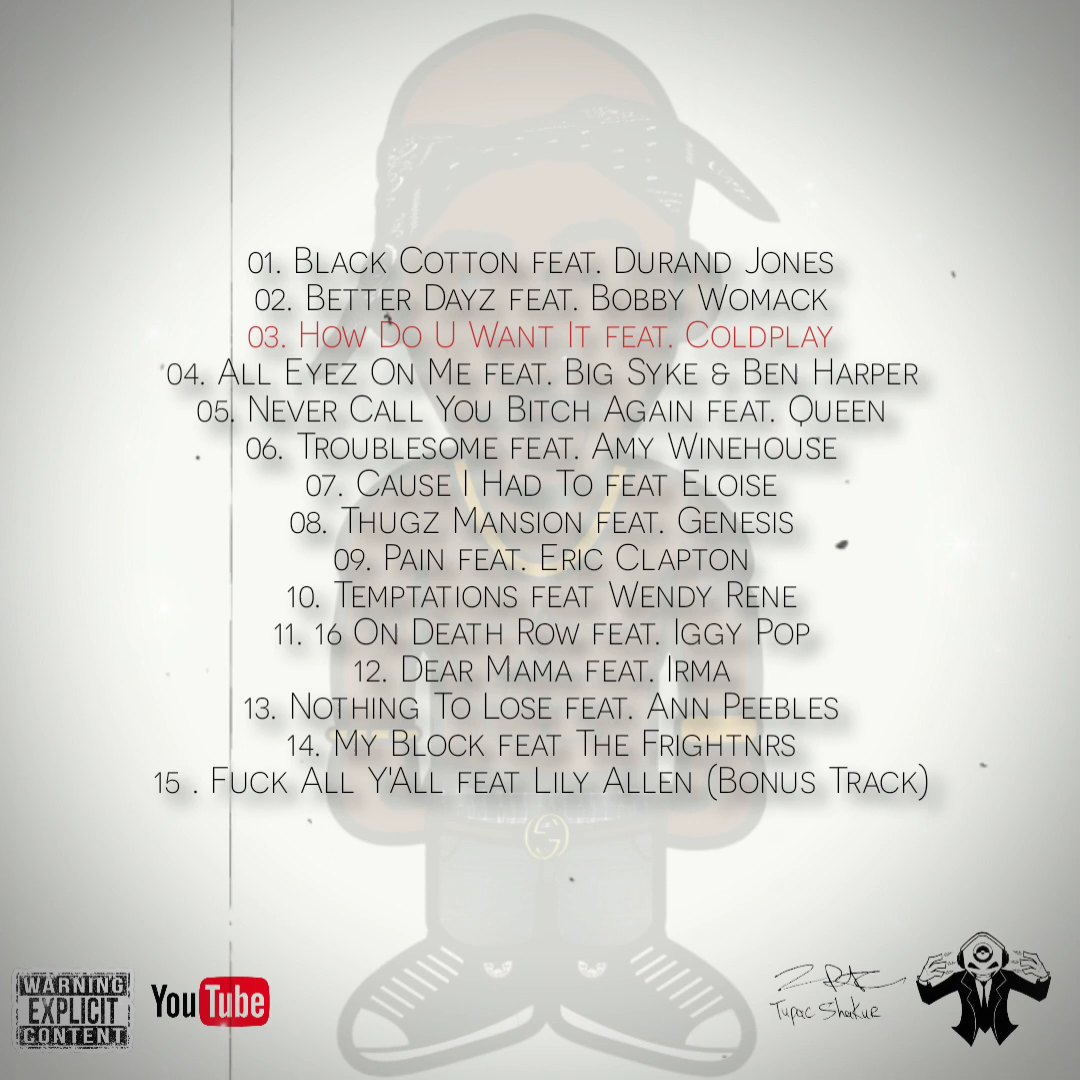 01. Black Cotton feat. Durand Jones
02. Better Dayz feat. Bobby Womack
03. How Do U Want It feat. Coldplay
04. All Eyez On Me feat. Big Syke & Ben Harper
05. Never Call You Bitch Again feat. Queen
06. Troublesome feat. Amy Winehouse
07. Cause I Had To feat Eloise
08. Thugz Mansion feat. Genesis
09. Pain feat. Eric Clapton
10. Temptations feat Wendy Rene
11. 16 On Death Row feat. Iggy Pop
12. Dear Mama feat. Irma
13. Nothing To Lose feat. Ann Peebles
14. My Block feat The Frightnrs
15 . Fuck All Y'All feat Lily Allen (Bonus Track)
WARNING
EXPLICIT
CONTENT
YouTube
Tupac Shakur